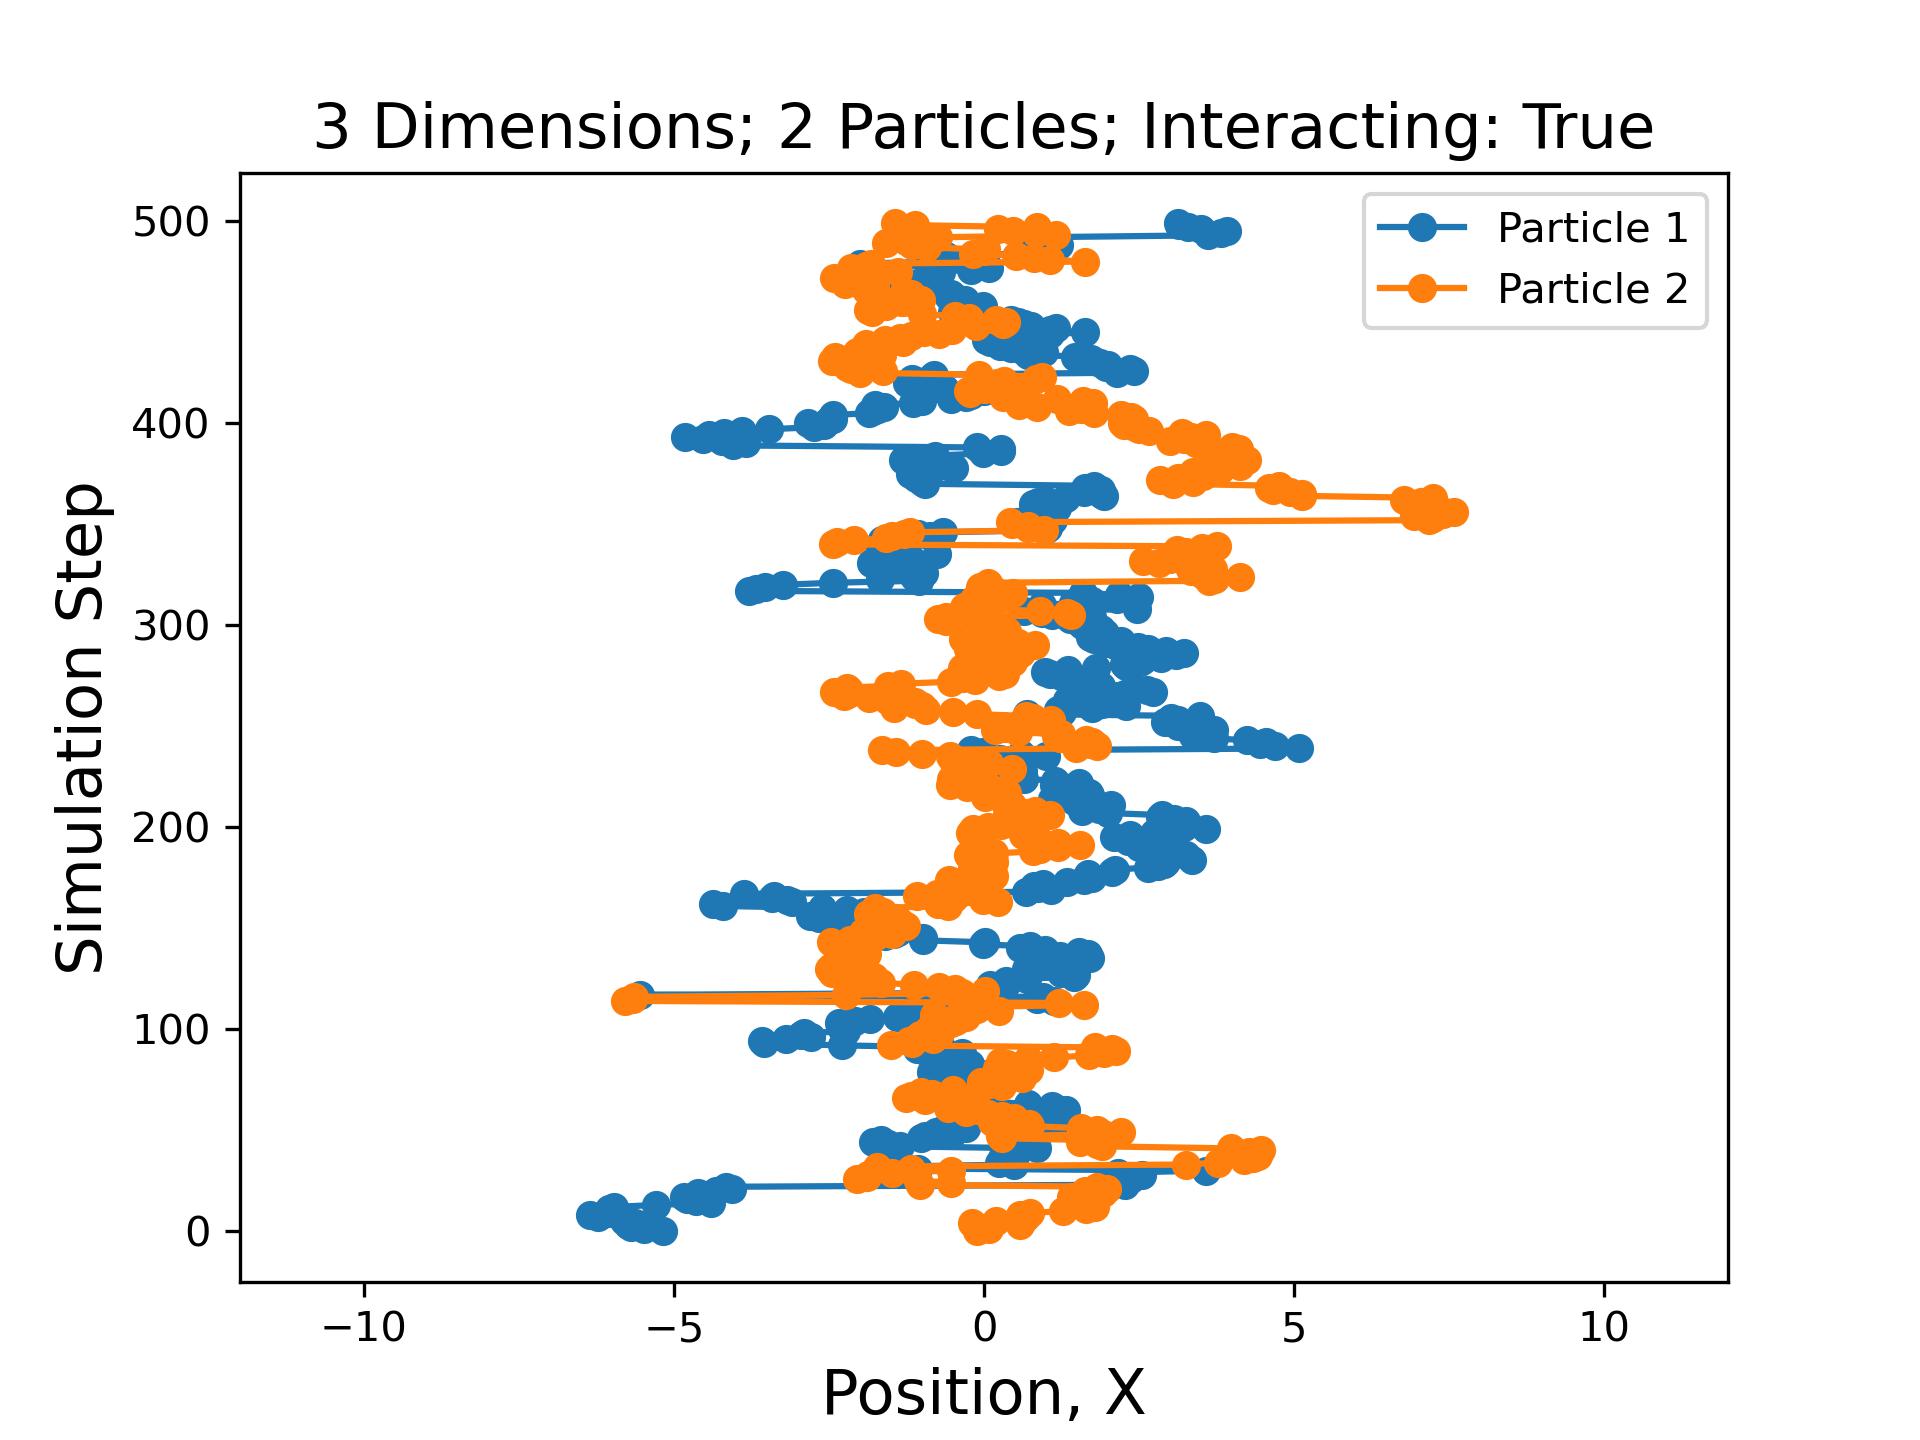 3 Dimensions; 2 Particles; Interacting: True
Particle 1
Particle 2
Simulation Step
500
400
300
200
100
0
−10
−5
0
5
10
Position, X